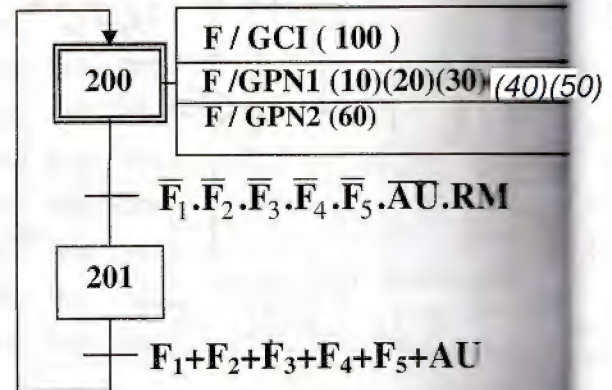 F / GCI ( 100 )
200
F /GPN1 (10)(20)(30) (40)(50)
F / GPN2 (60)
F̅₁.F̅₂.F̅₃.F̅₄.F̅₅.A̅U̅.RM
201
F₁+F₂+F₃+F₄+F₅+AU